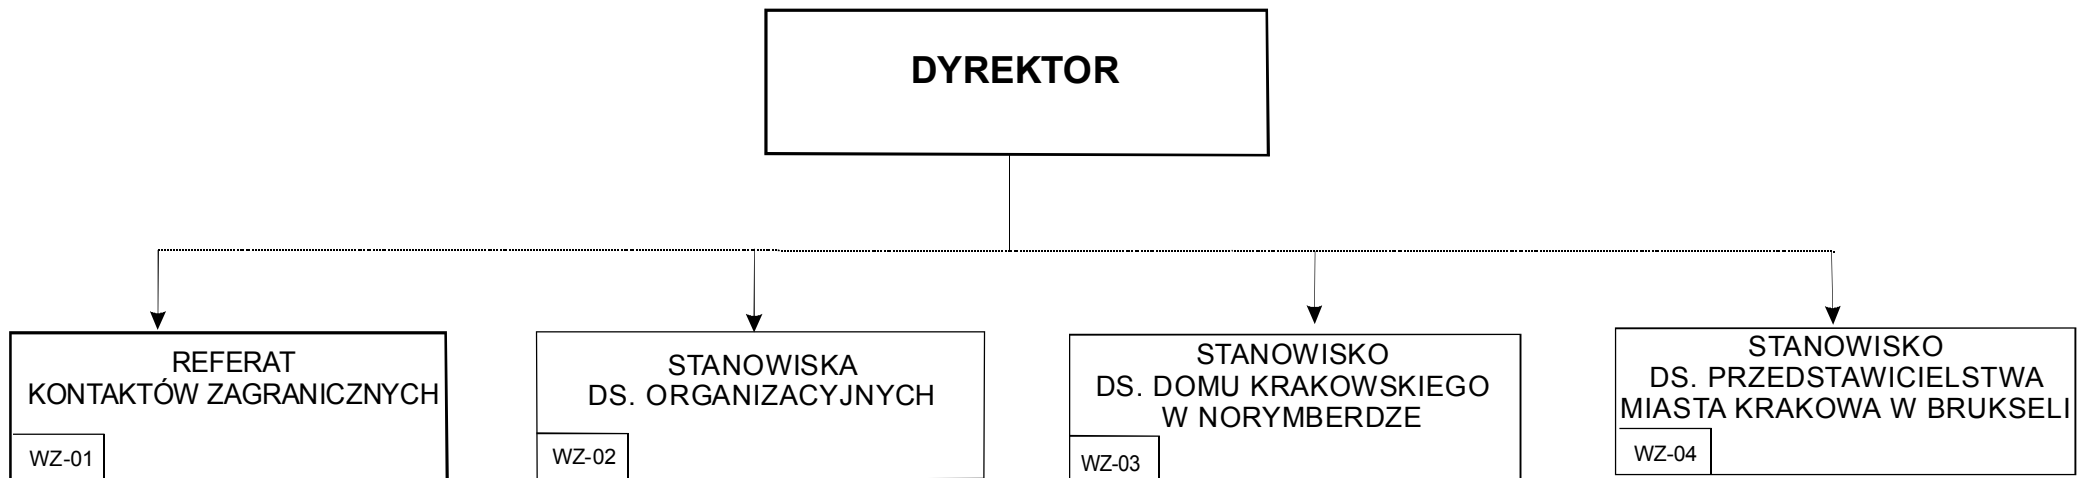 DYREKTOR
REFERAT
KONTAKTÓW ZAGRANICZNYCH
WZ-01
STANOWISKA
DS. ORGANIZACYJNYCH
WZ-02
STANOWISKO
DS. DOMU KRAKOWSKIEGO
W NORYMBERDZE
WZ-03
STANOWISKO
DS. PRZEDSTAWICIELSTWA
MIASTA KRAKOWA W BRUKSELI
WZ-04